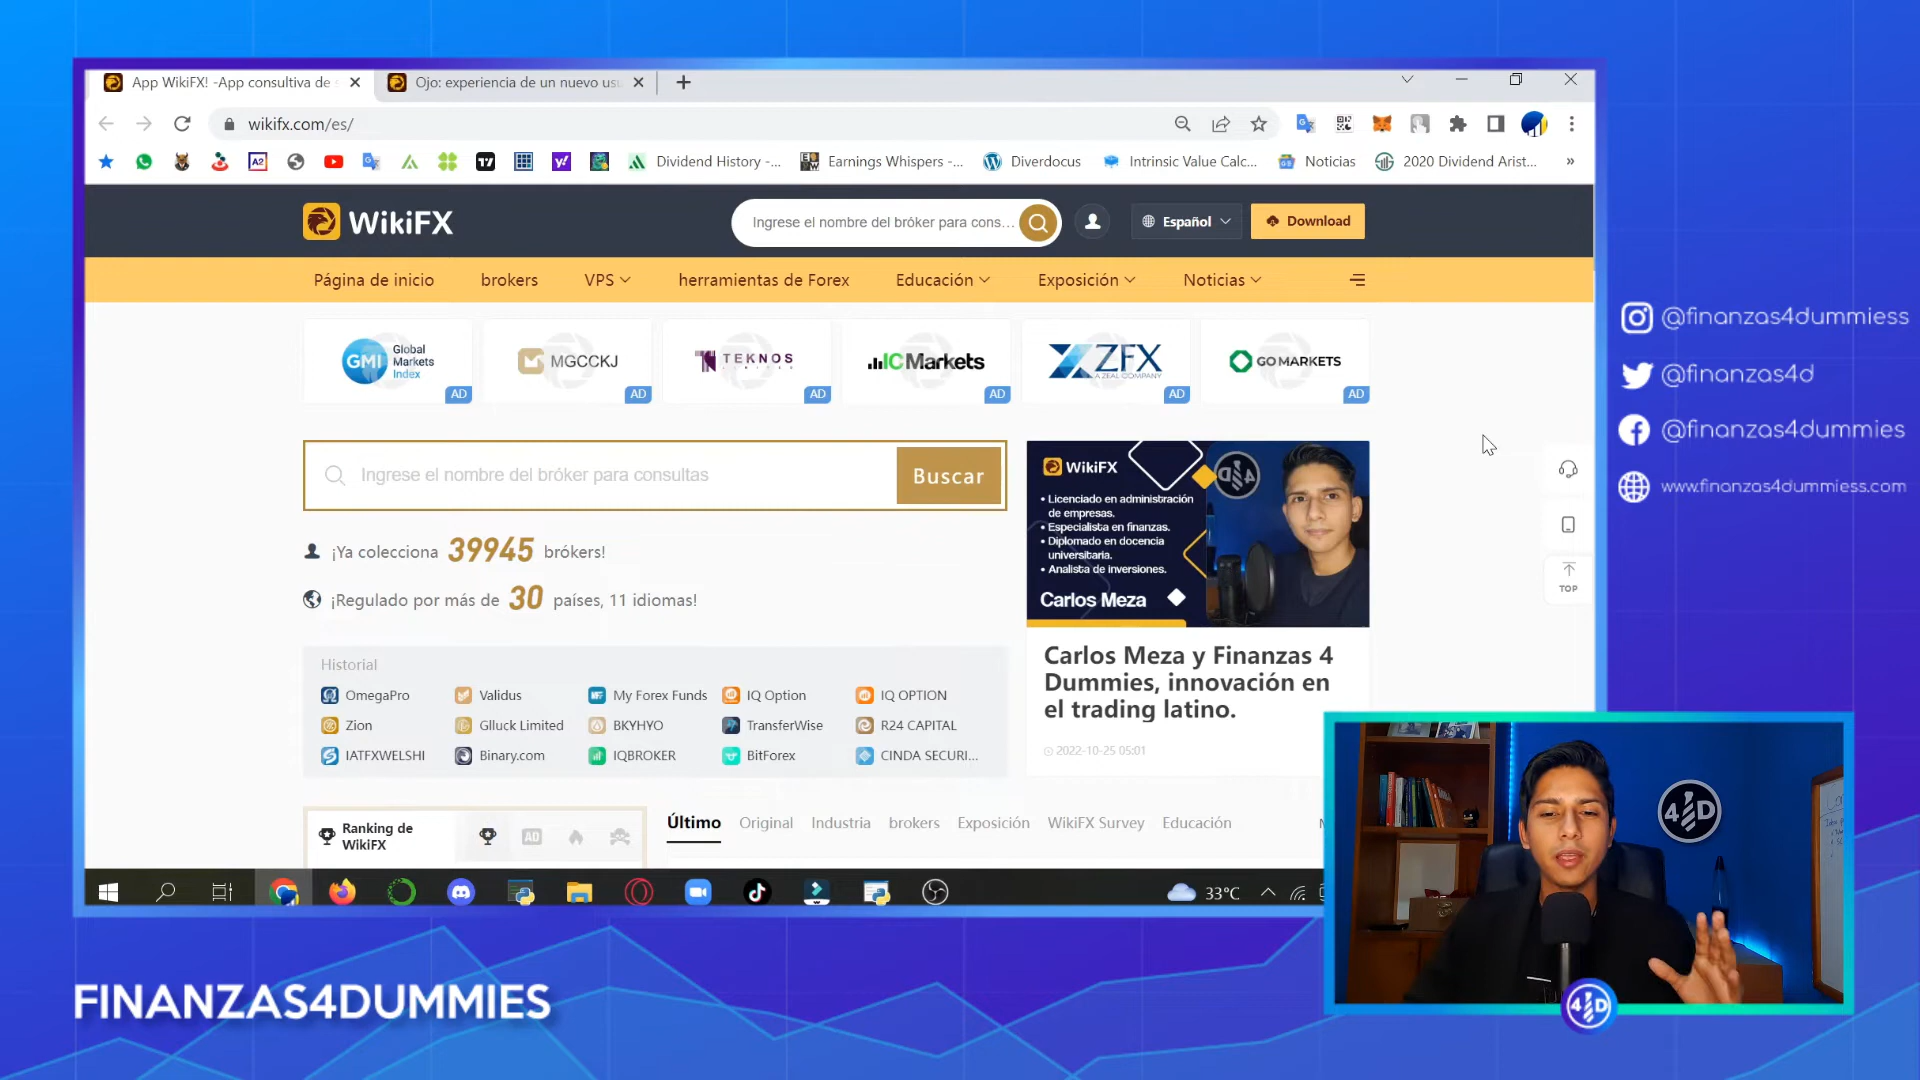 App WikiFX! -App consultiva de
Ojo: experiencia de un nuevo usu
wikifx.com/es/
A2
Dividend History -...
Earnings Whispers -...
Diverdocus
Intrinsic Value Calc...
Noticias
2020 Dividend Arist...
WikiFX
Ingrese el nombre del bróker para cons...
Español
Download
Página de inicio
brokers
VPS
herramientas de Forex
Educación
Exposición
Noticias
GMI Global Markets Index
AD
MGCCKJ
AD
TEKNOS
AD
ICMarkets
AD
ZFX
A ZEAL COMPANY
AD
GO MARKETS
AD
@finanzas4dummiess
@finanzas4d
@finanzas4dummies
www.finanzas4dummiess.com
Ingrese el nombre del bróker para consultas
Buscar
¡Ya colecciona 39945 brókers!
¡Regulado por más de 30 países, 11 idiomas!
WikiFX
4D
• Licenciado en administración
de empresas.
• Especialista en finanzas.
• Diplomado en docencia
universitaria.
• Analista de inversiones.
Carlos Meza
Carlos Meza y Finanzas 4
Dummies, innovación en
el trading latino.
2022-10-25 05:01
TOP
Historial
OmegaPro
Validus
My Forex Funds
IQ Option
IQ OPTION
Zion
Glluck Limited
BKYHYO
TransferWise
R24 CAPITAL
IATFXWELSHI
Binary.com
IQBROKER
BitForex
CINDA SECURI...
Ranking de
WikiFX
AD
Último
Original
Industria
brokers
Exposición
WikiFX Survey
Educación
33°C
4D
4D
FINANZAS4DUMMIES